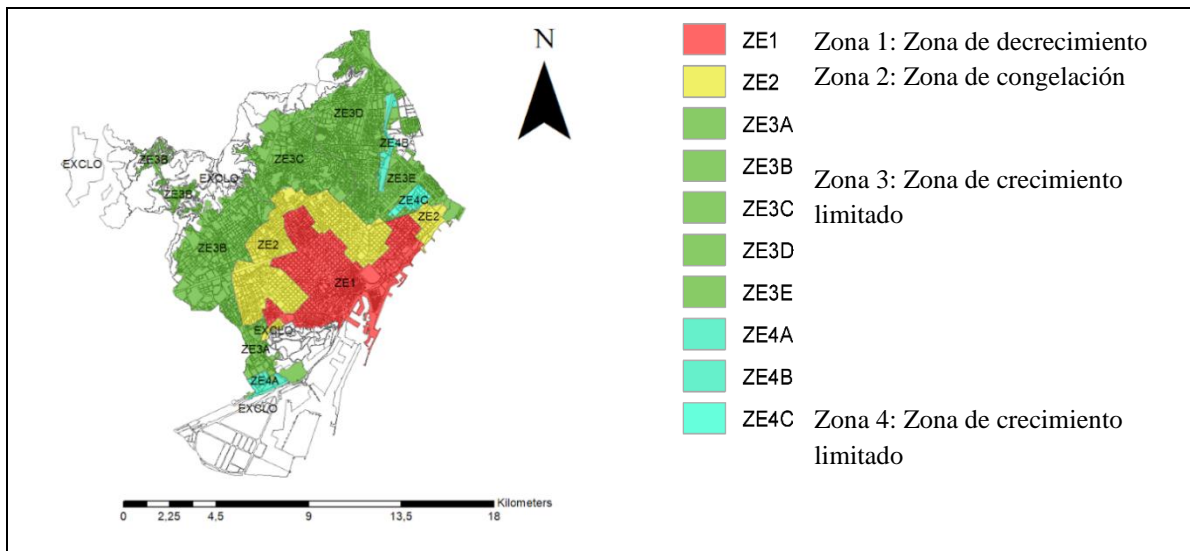 N
ZE3D
ZE4B
EXCLO
ZE3B
EXCLO
ZE3C
ZE3B
ZE3E
ZE4C
ZE2
ZE3B
ZE2
ZE1
EXCLO
ZE3A
ZE4A
EXCLO
Kilometers
0 2,25 4,5 9 13,5 18
ZE1 Zona 1: Zona de decrecimiento
ZE2 Zona 2: Zona de congelación
ZE3A
ZE3B Zona 3: Zona de crecimiento
ZE3C limitado
ZE3D
ZE3E
ZE4A
ZE4B
ZE4C Zona 4: Zona de crecimiento
limitado